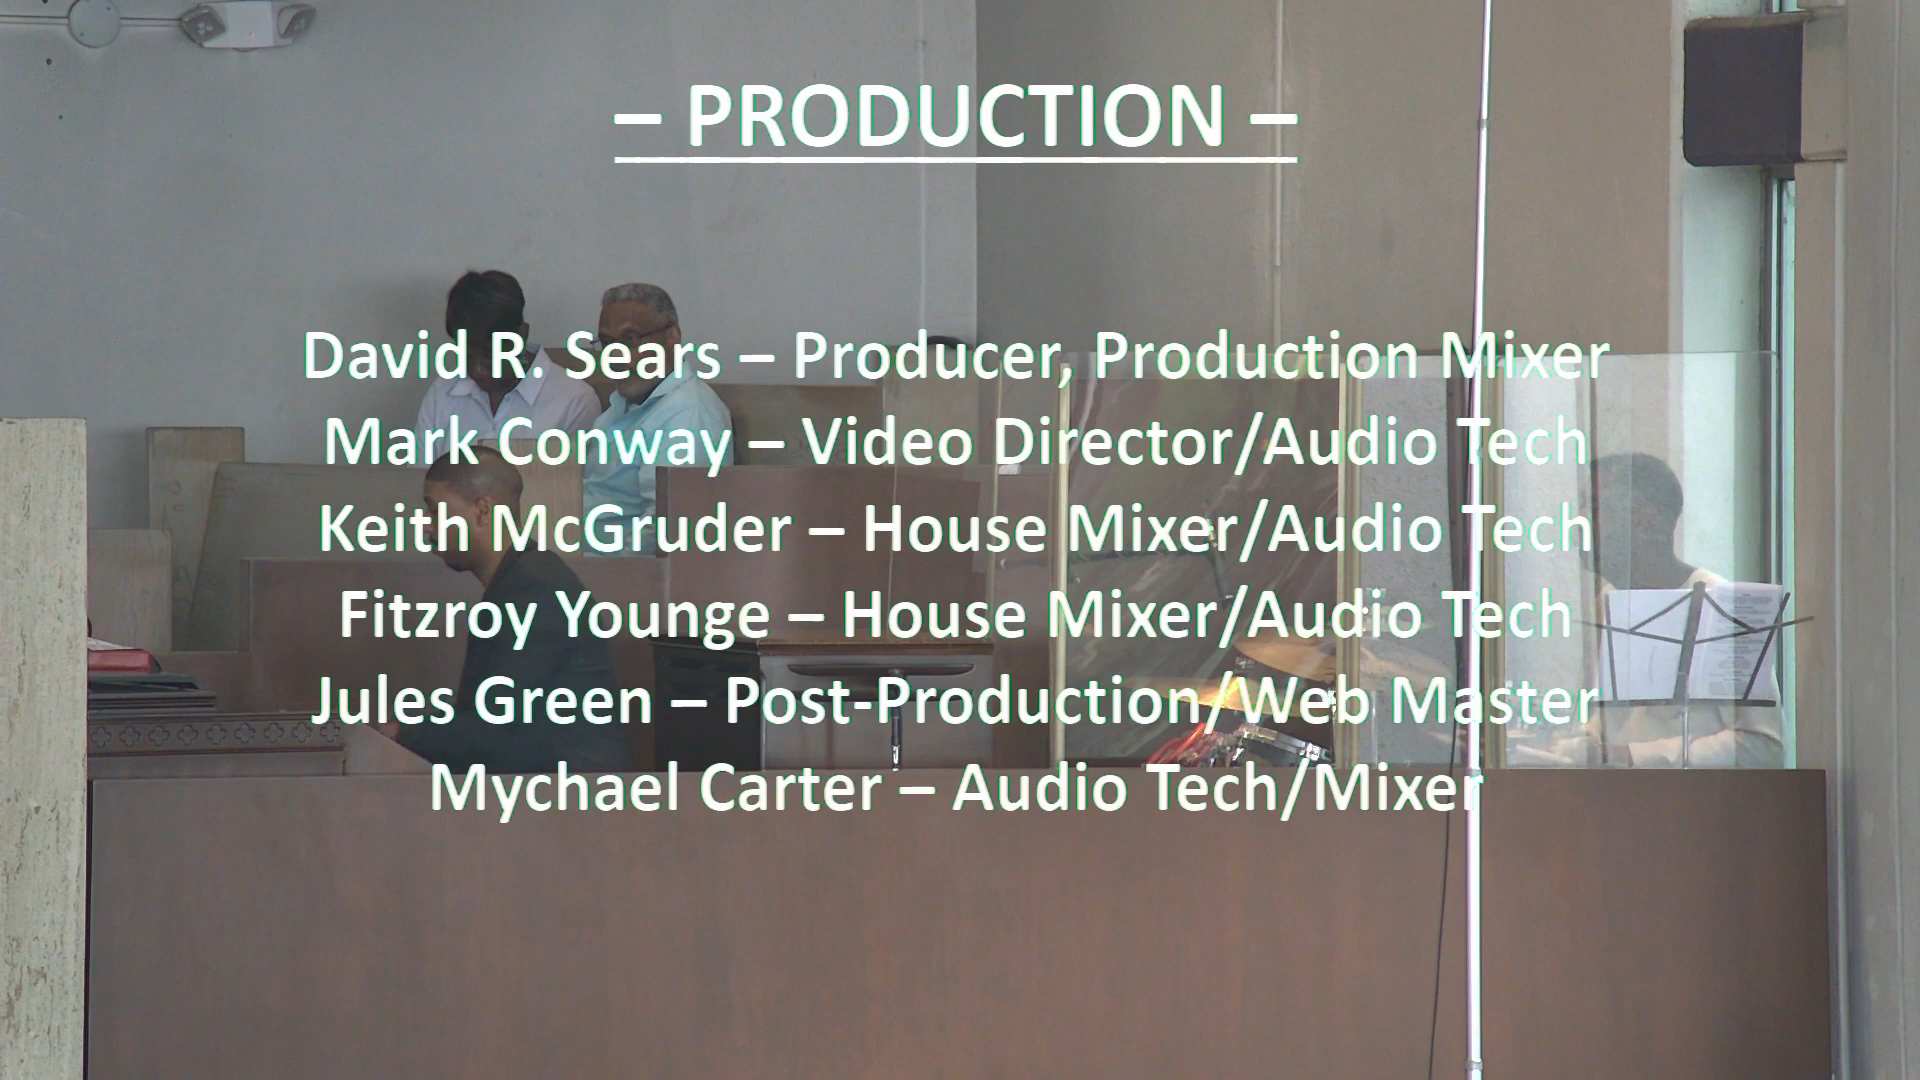 – PRODUCTION –
David R. Sears – Producer, Production Mixer
Mark Conway – Video Director/Audio Tech
Keith McGruder – House Mixer/Audio Tech
Fitzroy Younge – House Mixer/Audio Tech
Jules Green – Post-Production/Web Master
Mychael Carter – Audio Tech/Mixer